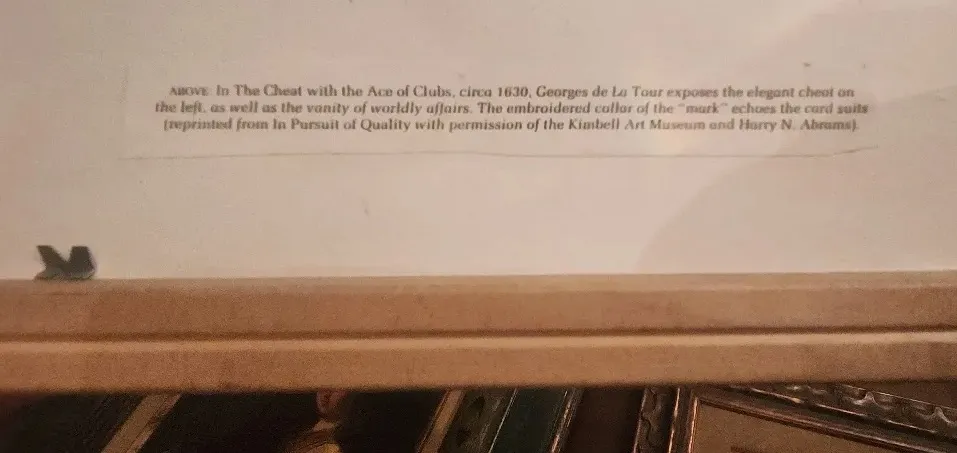 ABOVE: In The Cheat with the Ace of Clubs, circa 1630, Georges de La Tour exposes the elegant cheat on
the left, as well as the vanity of worldly affairs. The embroidered collar of the "mark" echoes the card suits
(reprinted from In Pursuit of Quality with permission of the Kimbell Art Museum and Harry N. Abrams).